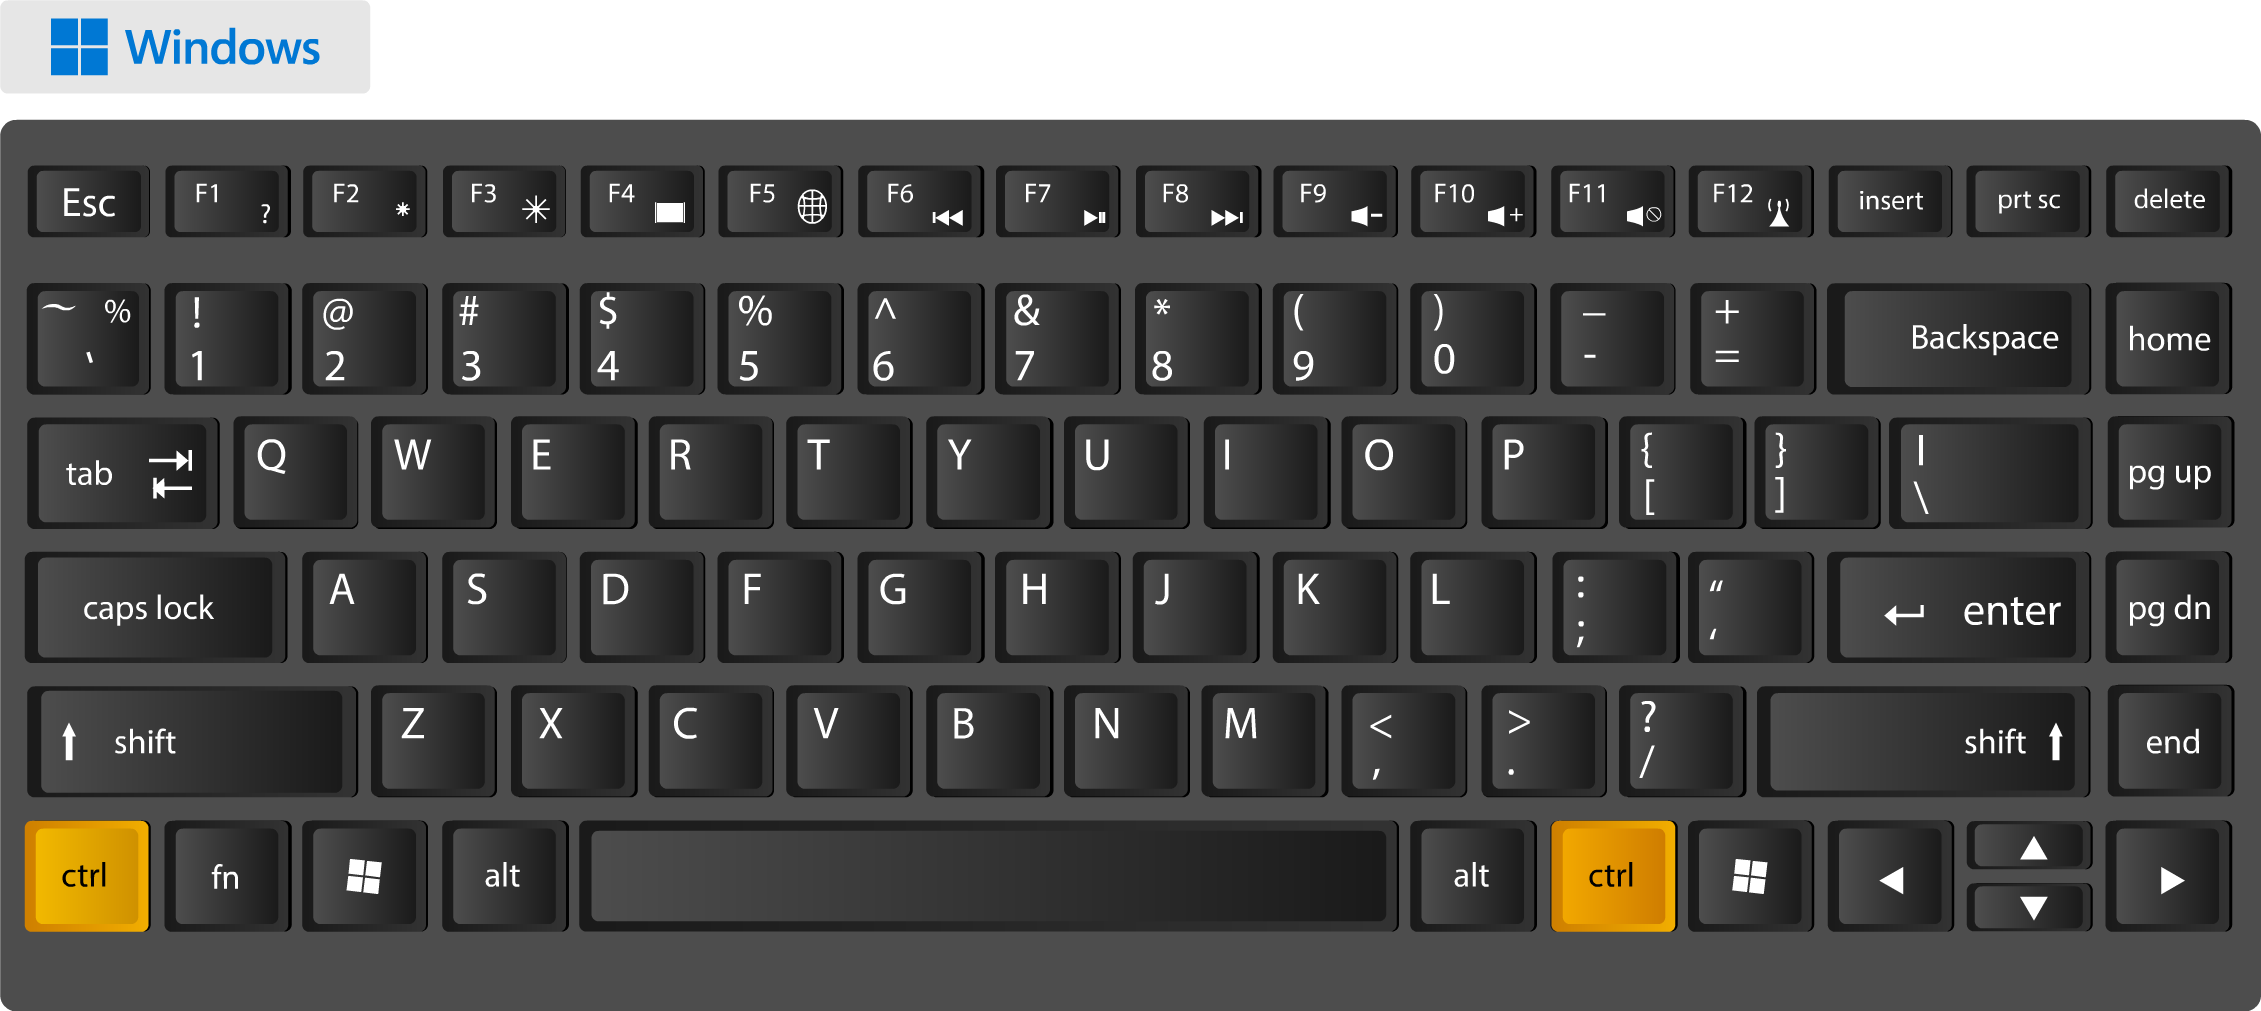 Windows
Esc F1 ? F2 F3 F4 F5 F6 F7 F8 F9 - F10 + F11 F12 insert prt sc delete
~ % ! @ # $ % ^ & * ( ) – + Backspace home
‵ 1 2 3 4 5 6 7 8 9 0 - =
tab Q W E R T Y U I O P { } | pg up
[ ] \
caps lock A S D F G H J K L : “ enter pg dn
; ‘
shift Z X C V B N M < > ? shift end
, . /
ctrl fn alt alt ctrl